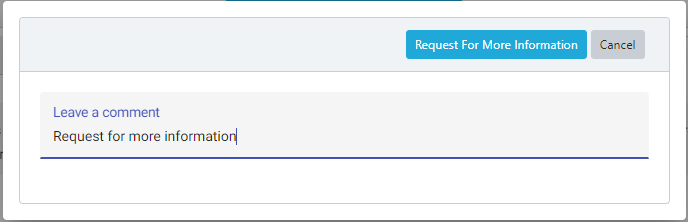 Request For More Information Cancel
Leave a comment
Request for more information